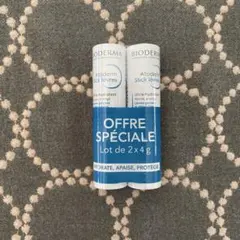 BIODERMA BIODERMA
Atoderm Atoderm
Stick lèvres Stick lèvres
OFFRE
SPÉCIALE
Lot de 2 x 4 g
HYDRATE, APAISE, PROTÈGE